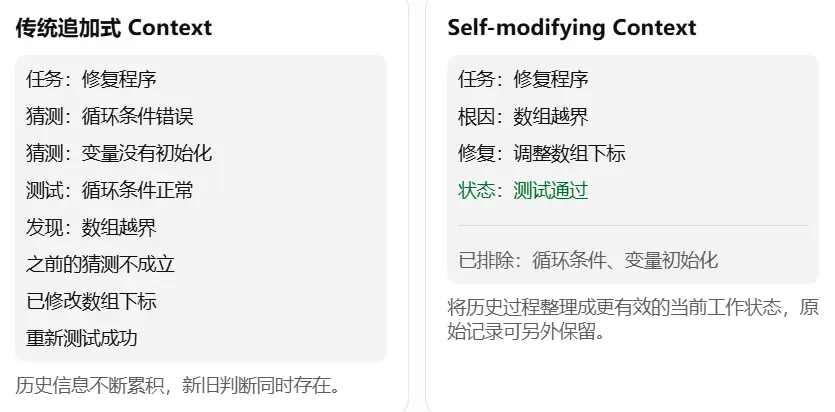 传统追加式 Context
任务：修复程序
猜测：循环条件错误
猜测：变量没有初始化
测试：循环条件正常
发现：数组越界
之前的猜测不成立
已修改数组下标
重新测试成功
历史信息不断累积，新旧判断同时存在。
Self-modifying Context
任务：修复程序
根因：数组越界
修复：调整数组下标
状态：测试通过
已排除：循环条件、变量初始化
将历史过程整理成更有效的当前工作状态，原
始记录可另外保留。